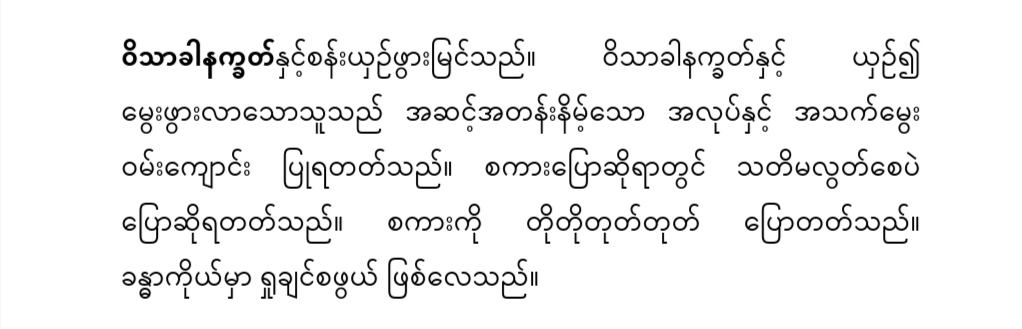 ဝိသာခါနက္ခတ်နှင့်စန်းယှဉ်ဖွားမြင်သည်။ ဝိသာခါနက္ခတ်နှင့် ယှဉ်၍
မွေးဖွားလာသောသူသည် အဆင့်အတန်းနိမ့်သော အလုပ်နှင့် အသက်မွေး
ဝမ်းကျောင်း ပြုရတတ်သည်။ စကားပြောဆိုရာတွင် သတိမလွတ်စေပဲ
ပြောဆိုရတတ်သည်။ စကားကို တိုတိုတုတ်တုတ် ပြောတတ်သည်။
ခန္ဓာကိုယ်မှာ ရှုချင်စဖွယ် ဖြစ်လေသည်။